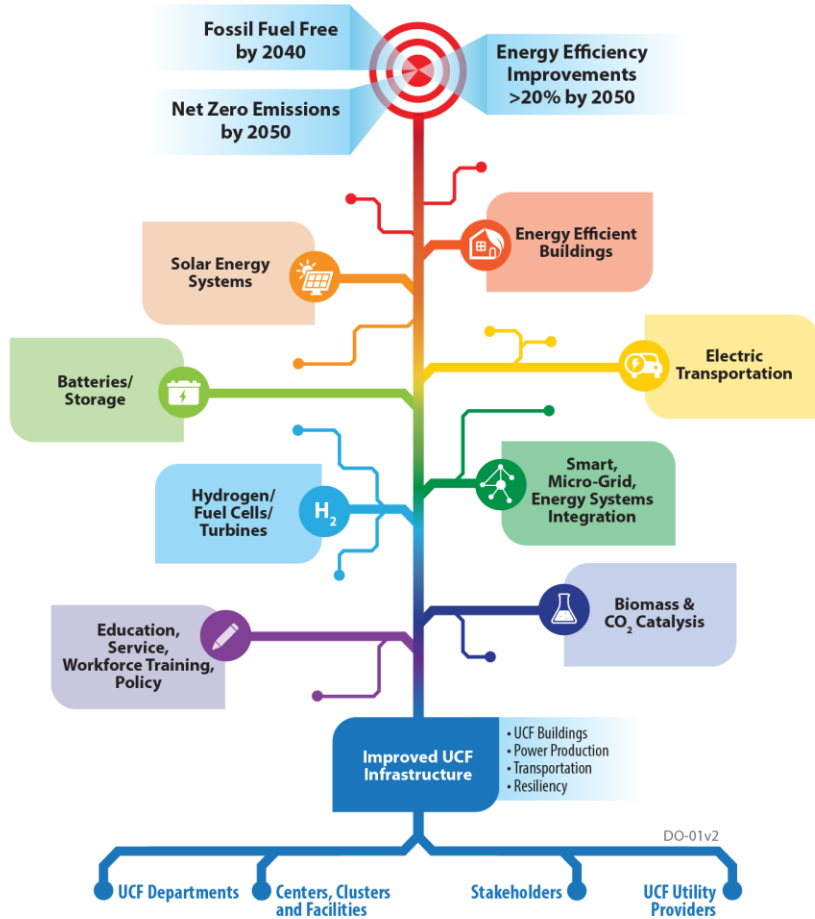 Fossil Fuel Free
by 2040
Energy Efficiency
Improvements
>20% by 2050
Net Zero Emissions
by 2050
Energy Efficient
Buildings
Solar Energy
Systems
Electric
Transportation
Batteries/
Storage
Smart,
Micro-Grid,
Energy Systems
Integration
Hydrogen/
Fuel Cells/
Turbines
H₂
Biomass &
CO₂ Catalysis
Education,
Service,
Workforce Training,
Policy
Improved UCF
Infrastructure
• UCF Buildings
• Power Production
• Transportation
• Resiliency
DO-01v2
UCF Departments
Centers, Clusters
and Facilities
Stakeholders
UCF Utility
Providers